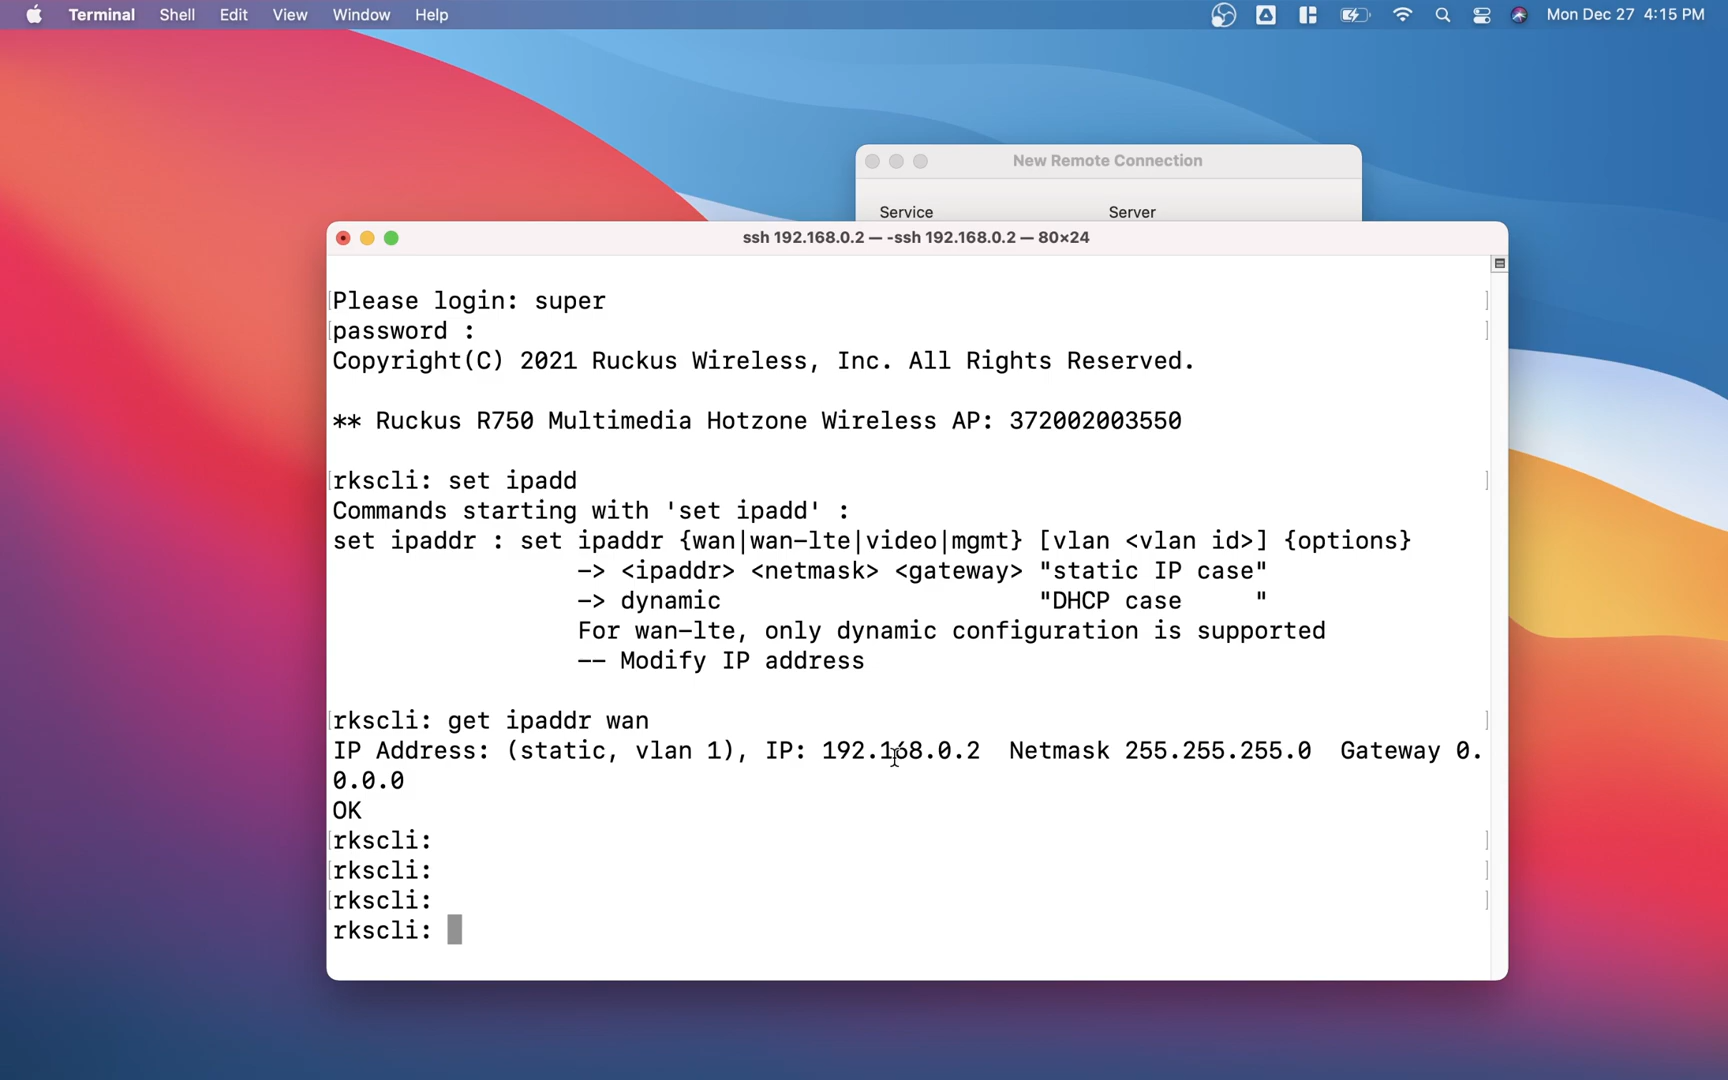 Terminal Shell Edit View Window Help Mon Dec 27 4:15 PM
New Remote Connection
Service Server
ssh 192.168.0.2 — -ssh 192.168.0.2 — 80×24
Please login: super
password :
Copyright(C) 2021 Ruckus Wireless, Inc. All Rights Reserved.
** Ruckus R750 Multimedia Hotzone Wireless AP: 372002003550
rkscli: set ipadd
Commands starting with 'set ipadd' :
set ipaddr : set ipaddr {wan|wan-lte|video|mgmt} [vlan <vlan id>] {options}
-> <ipaddr> <netmask> <gateway> "static IP case"
-> dynamic "DHCP case "
For wan-lte, only dynamic configuration is supported
-- Modify IP address
rkscli: get ipaddr wan
IP Address: (static, vlan 1), IP: 192.168.0.2 Netmask 255.255.255.0 Gateway 0.
0.0.0
OK
rkscli:
rkscli:
rkscli:
rkscli: